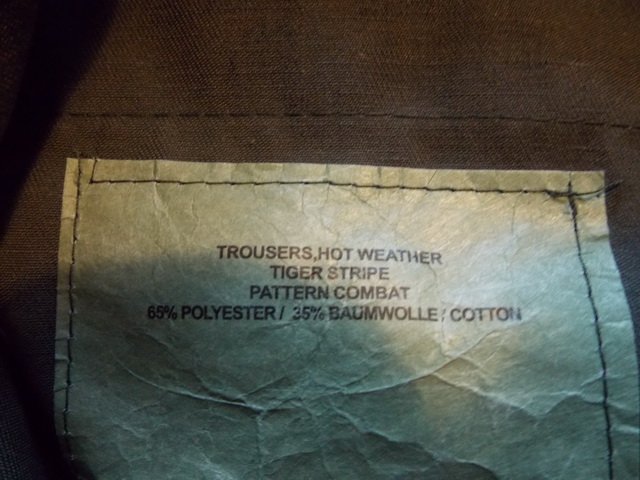 TROUSERS,HOT WEATHER
TIGER STRIPE
PATTERN COMBAT
65% POLYESTER / 35% BAUMWOLLE / COTTON